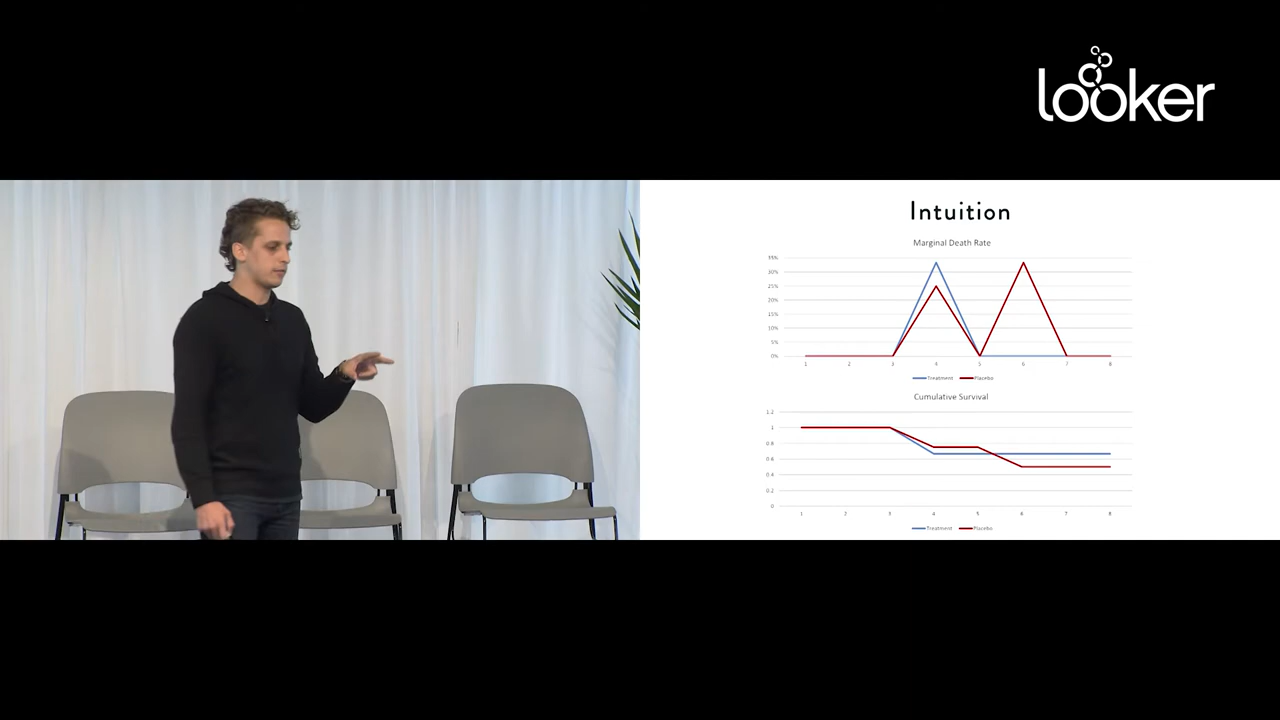 looker
Intuition
Marginal Death Rate
35%
30%
25%
20%
15%
10%
5%
0%
1 2 3 4 5 6 7 8
Treatment Placebo
Cumulative Survival
1.2
1
0.8
0.6
0.4
0.2
0
1 2 3 4 5 6 7 8
Treatment Placebo